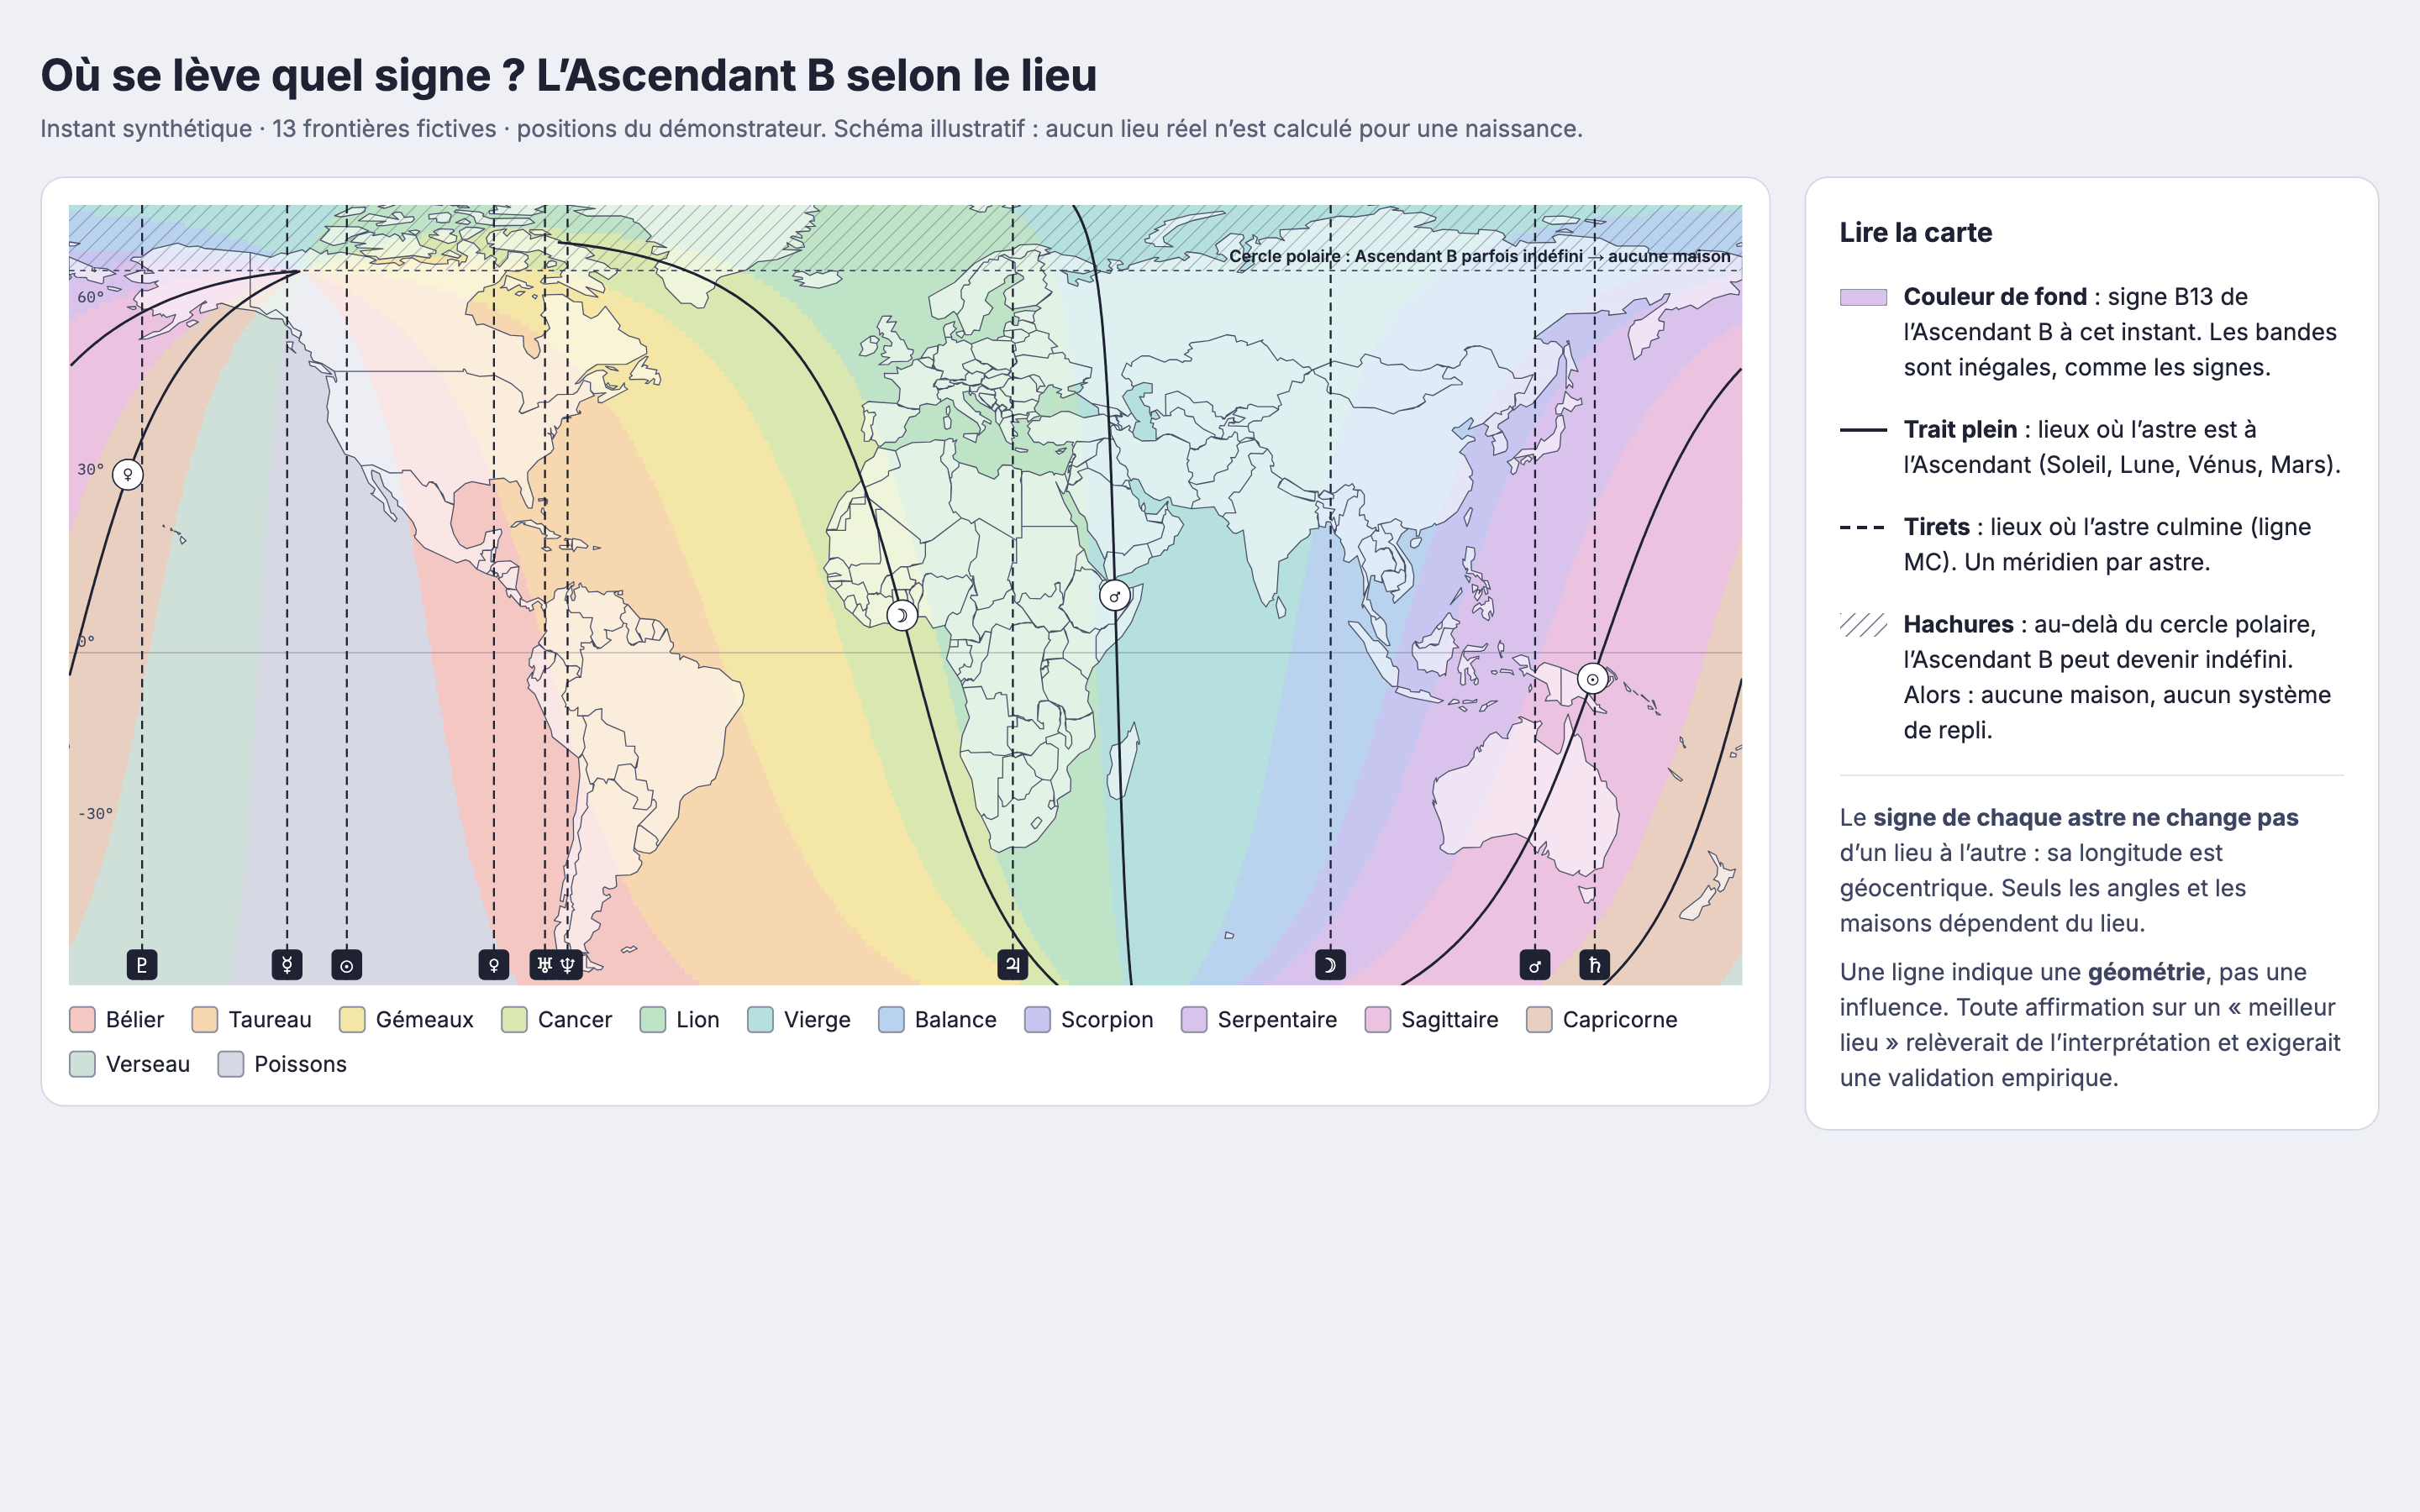 Où se lève quel signe ? L’Ascendant B selon le lieu
Instant synthétique · 13 frontières fictives · positions du démonstrateur. Schéma illustratif : aucun lieu réel n’est calculé pour une naissance.
Cercle polaire : Ascendant B parfois indéfini → aucune maison
60°
30°
0°
-30°
♀
☽
♂
☉
♇
☿
☉
♀
♅
♆
♃
☽
♂
♄
Bélier
Taureau
Gémeaux
Cancer
Lion
Vierge
Balance
Scorpion
Serpentaire
Sagittaire
Capricorne
Verseau
Poissons
Lire la carte
Couleur de fond : signe B13 de
l’Ascendant B à cet instant. Les bandes
sont inégales, comme les signes.
Trait plein : lieux où l’astre est à
l’Ascendant (Soleil, Lune, Vénus, Mars).
Tirets : lieux où l’astre culmine (ligne
MC). Un méridien par astre.
Hachures : au-delà du cercle polaire,
l’Ascendant B peut devenir indéfini.
Alors : aucune maison, aucun système
de repli.
Le signe de chaque astre ne change pas
d’un lieu à l’autre : sa longitude est
géocentrique. Seuls les angles et les
maisons dépendent du lieu.
Une ligne indique une géométrie, pas une
influence. Toute affirmation sur un « meilleur
lieu » relèverait de l’interprétation et exigerait
une validation empirique.